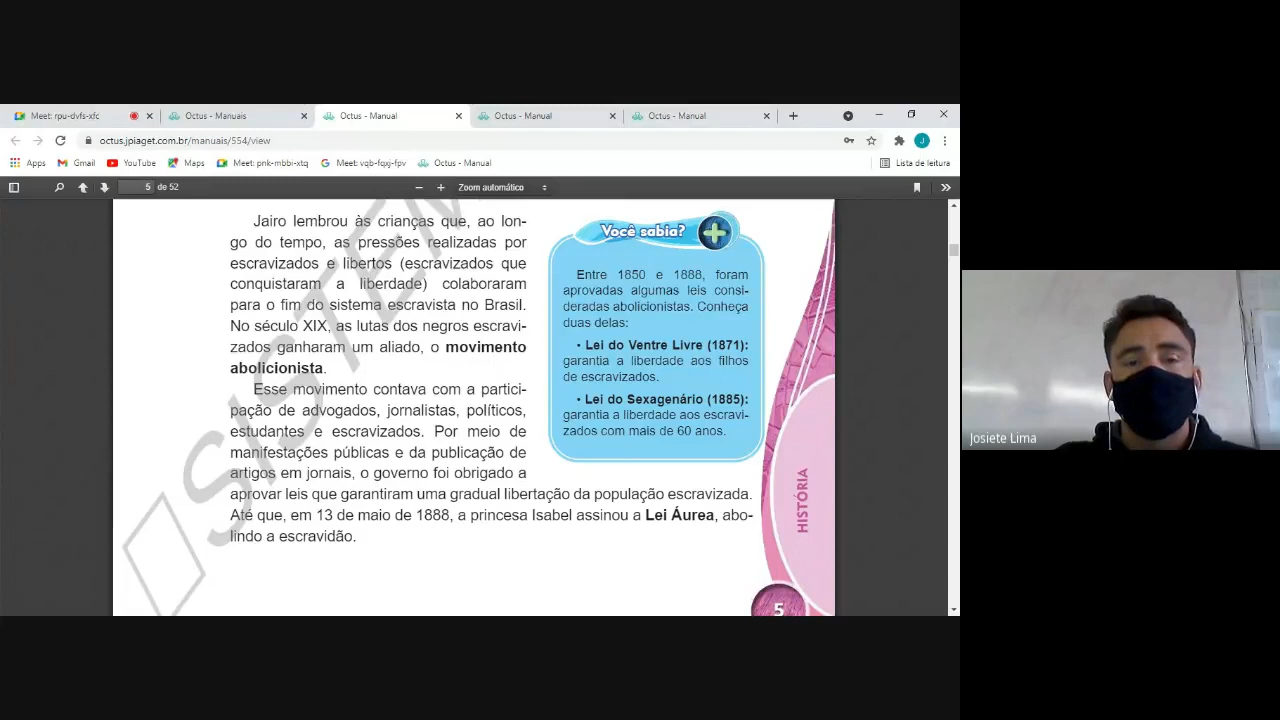 Meet: rpu-dvfs-xfc
Octus - Manuais
Octus - Manual
Octus - Manual
Octus - Manual
octus.jpiaget.com.br/manuais/554/view
J
Apps
Gmail
YouTube
Maps
Meet: pnk-mbbi-xtq
Meet: vqb-fqxj-fpv
Octus - Manual
Lista de leitura
5 de 52
Zoom automático
Jairo lembrou às crianças que, ao lon-
go do tempo, as pressões realizadas por
escravizados e libertos (escravizados que
conquistaram a liberdade) colaboraram
para o fim do sistema escravista no Brasil.
No século XIX, as lutas dos negros escravi-
zados ganharam um aliado, o movimento
abolicionista.
Esse movimento contava com a partici-
pação de advogados, jornalistas, políticos,
estudantes e escravizados. Por meio de
manifestações públicas e da publicação de
artigos em jornais, o governo foi obrigado a
aprovar leis que garantiram uma gradual libertação da população escravizada.
Até que, em 13 de maio de 1888, a princesa Isabel assinou a Lei Áurea, abo-
lindo a escravidão.
Você sabia?
Entre 1850 e 1888, foram
aprovadas algumas leis consi-
deradas abolicionistas. Conheça
duas delas:
• Lei do Ventre Livre (1871):
garantia a liberdade aos filhos
de escravizados.
• Lei do Sexagenário (1885):
garantia a liberdade aos escravi-
zados com mais de 60 anos.
HISTÓRIA
5
SISTEM
Josiete Lima